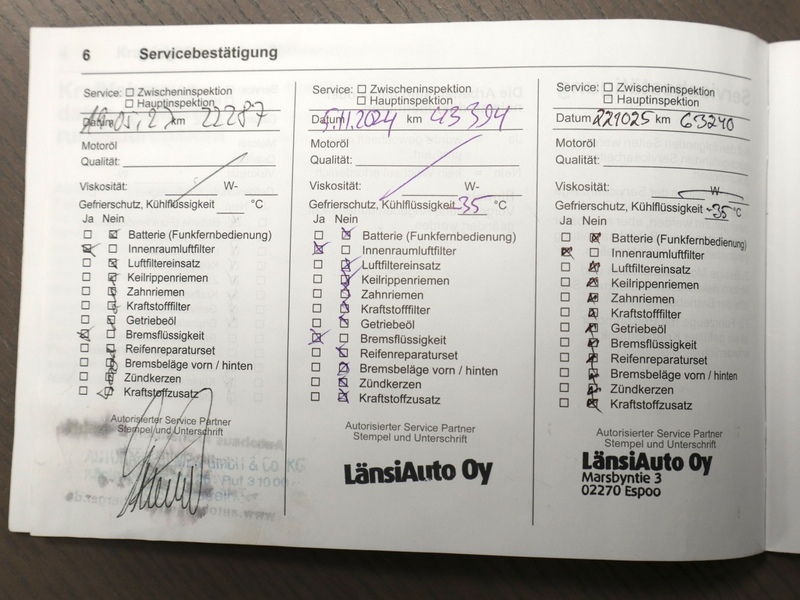 6 Servicebestätigung
Service: ☐ Zwischeninspektion
☐ Hauptinspektion
Datum km 22287
Motoröl
Qualität:
Viskosität: W-
Gefrierschutz, Kühlflüssigkeit °C
Ja Nein
Batterie (Funkfernbedienung)
Innenraumluftfilter
Luftfiltereinsatz
Keilrippenriemen
Zahnriemen
Kraftstofffilter
Getriebeöl
Bremsflüssigkeit
Reifenreparaturset
Bremsbeläge vorn / hinten
Zündkerzen
Kraftstoffzusatz
Autorisierter Service Partner
Stempel und Unterschrift
& Co. KG
Service: ☐ Zwischeninspektion
☐ Hauptinspektion
Datum 5.11.2024 km 43394
Motoröl
Qualität:
Viskosität: W-
Gefrierschutz, Kühlflüssigkeit -35 °C
Ja Nein
Batterie (Funkfernbedienung)
Innenraumluftfilter
Luftfiltereinsatz
Keilrippenriemen
Zahnriemen
Kraftstofffilter
Getriebeöl
Bremsflüssigkeit
Reifenreparaturset
Bremsbeläge vorn / hinten
Zündkerzen
Kraftstoffzusatz
Autorisierter Service Partner
Stempel und Unterschrift
LänsiAuto Oy
Service: ☐ Zwischeninspektion
☐ Hauptinspektion
Datum 221025 km 63240
Motoröl
Qualität:
Viskosität: W-
Gefrierschutz, Kühlflüssigkeit -35 °C
Ja Nein
Batterie (Funkfernbedienung)
Innenraumluftfilter
Luftfiltereinsatz
Keilrippenriemen
Zahnriemen
Kraftstofffilter
Getriebeöl
Bremsflüssigkeit
Reifenreparaturset
Bremsbeläge vorn / hinten
Zündkerzen
Kraftstoffzusatz
Autorisierter Service Partner
Stempel und Unterschrift
LänsiAuto Oy
Marsbyntie 3
02270 Espoo